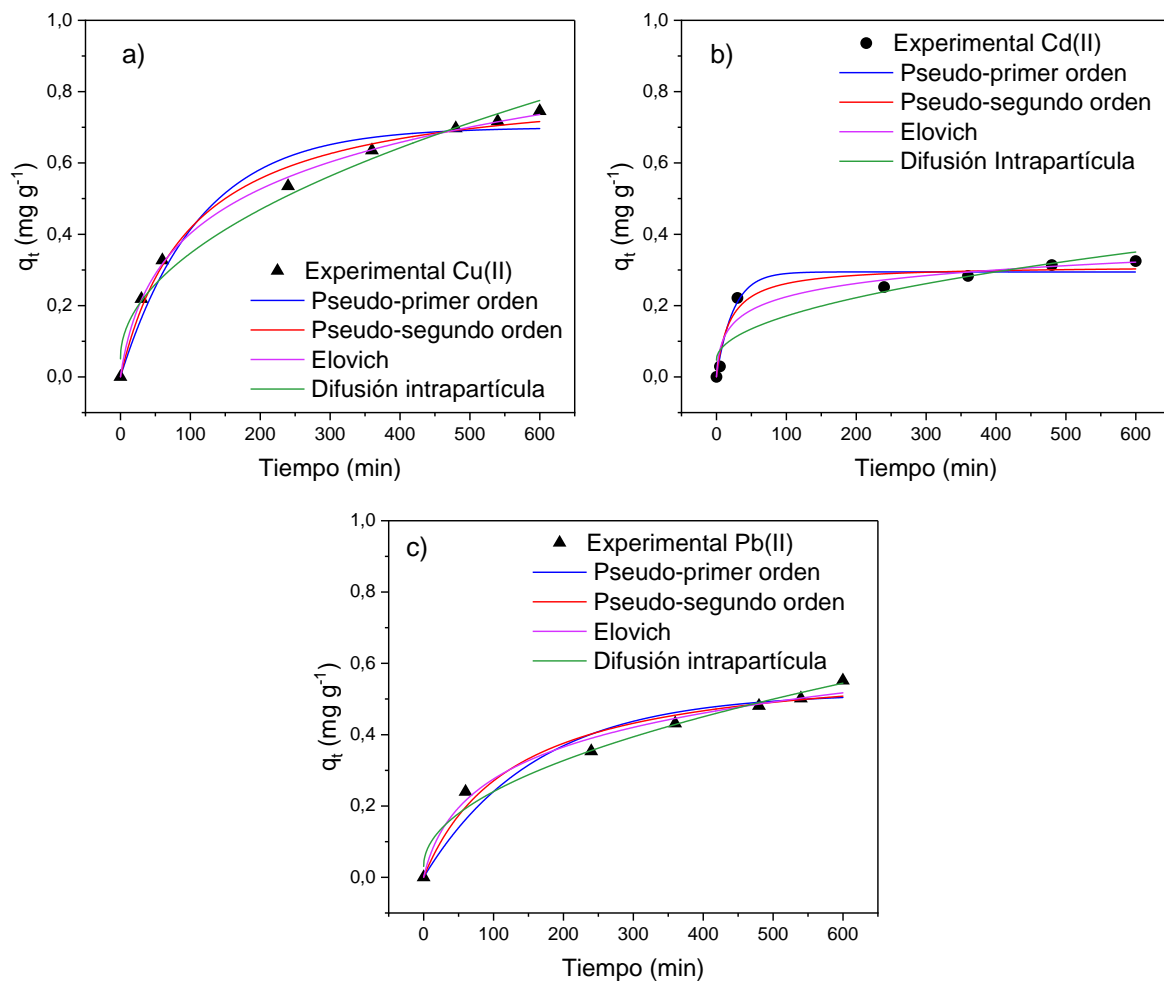 a)
1,0
0,8
0,6
0,4
0,2
0,0
qt (mg g-1)
Experimental Cu(II)
Pseudo-primer orden
Pseudo-segundo orden
Elovich
Difusión intrapartícula
0 100 200 300 400 500 600
Tiempo (min)
b)
1,0
0,8
0,6
0,4
0,2
0,0
qt (mg g-1)
Experimental Cd(II)
Pseudo-primer orden
Pseudo-segundo orden
Elovich
Difusión Intrapartícula
0 100 200 300 400 500 600
Tiempo (min)
c)
1,0
0,8
0,6
0,4
0,2
0,0
qt (mg g-1)
Experimental Pb(II)
Pseudo-primer orden
Pseudo-segundo orden
Elovich
Difusión intrapartícula
0 100 200 300 400 500 600
Tiempo (min)